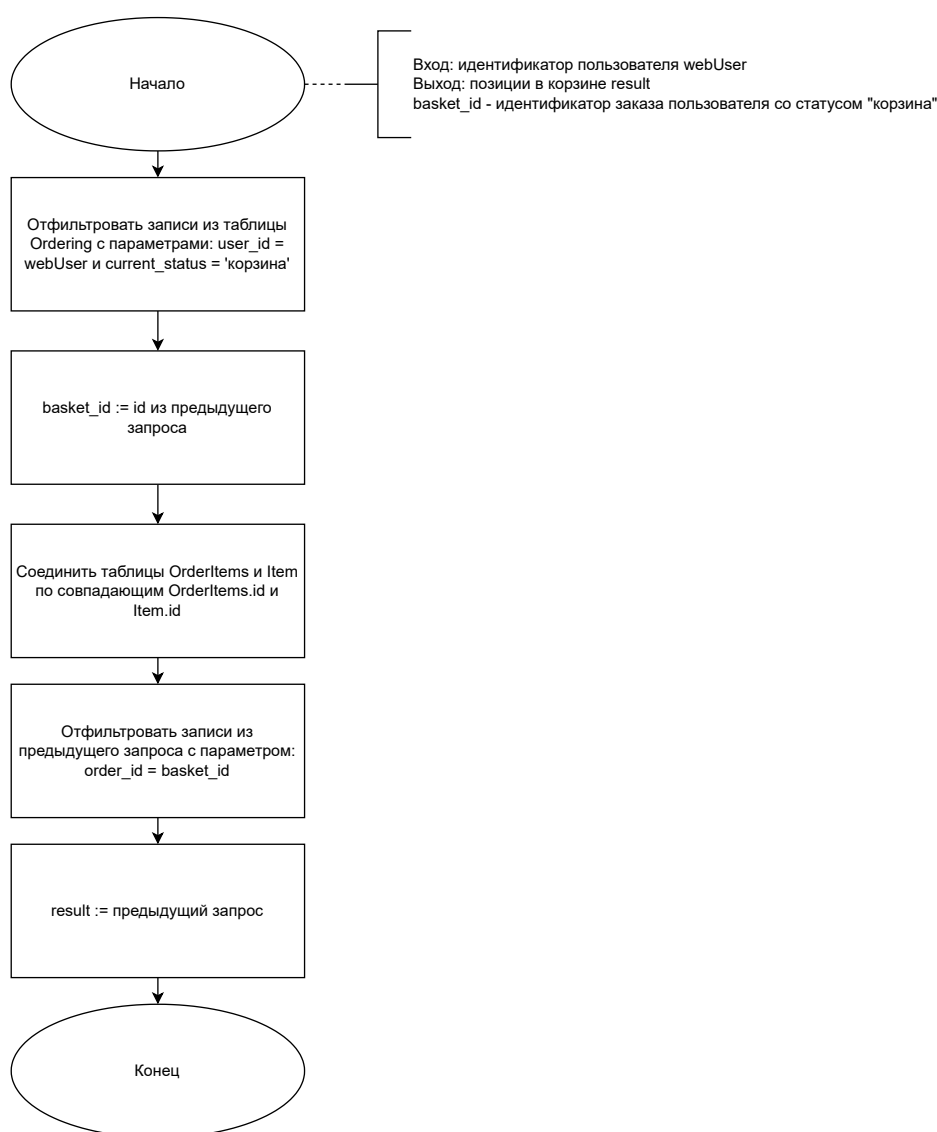 Начало
Вход: идентификатор пользователя webUser
Выход: позиции в корзине result
basket_id - идентификатор заказа пользователя со статусом "корзина"
Отфильтровать записи из таблицы
Ordering с параметрами: user_id =
webUser и current_status = 'корзина'
basket_id := id из предыдущего
запроса
Соединить таблицы OrderItems и Item
по совпадающим OrderItems.id и
Item.id
Отфильтровать записи из
предыдущего запроса с параметром:
order_id = basket_id
result := предыдущий запрос
Конец